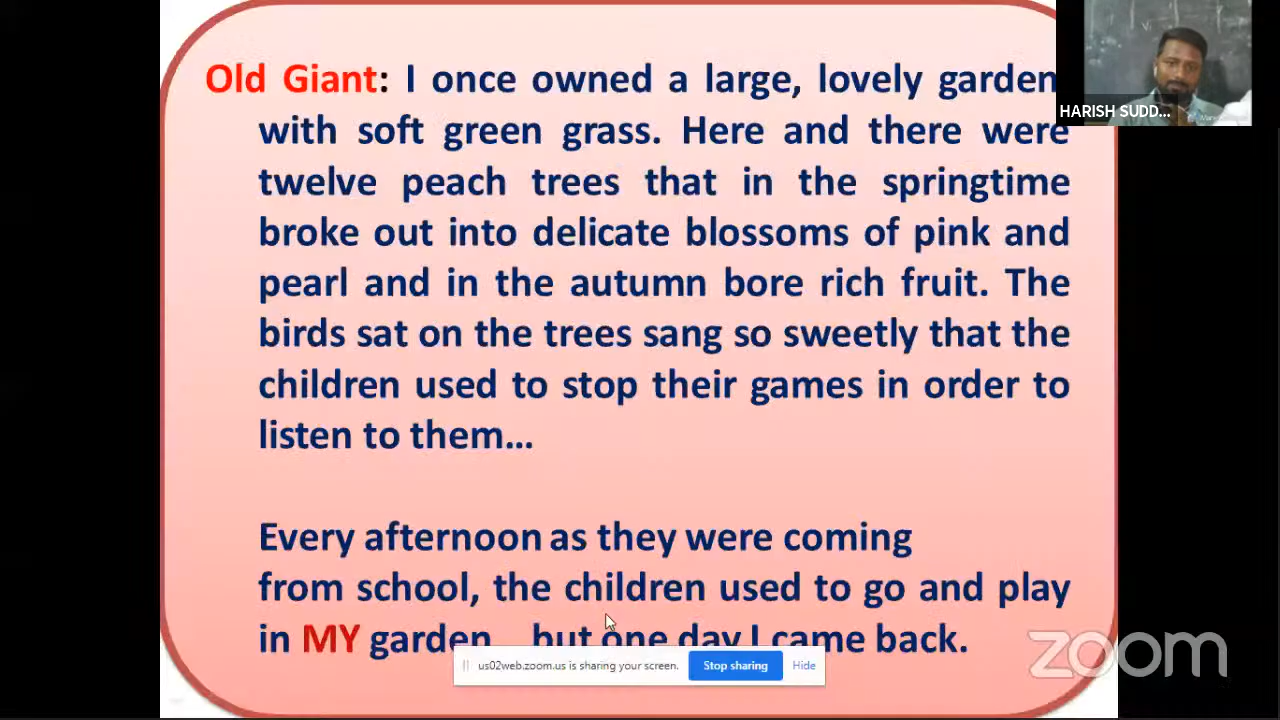 Old Giant: I once owned a large, lovely garden
with soft green grass. Here and there were
twelve peach trees that in the springtime
broke out into delicate blossoms of pink and
pearl and in the autumn bore rich fruit. The
birds sat on the trees sang so sweetly that the
children used to stop their games in order to
listen to them...
Every afternoon as they were coming
from school, the children used to go and play
in MY garden but one day I came back.
HARISH SUDD...
us02web.zoom.us is sharing your screen. Stop sharing Hide
zoom